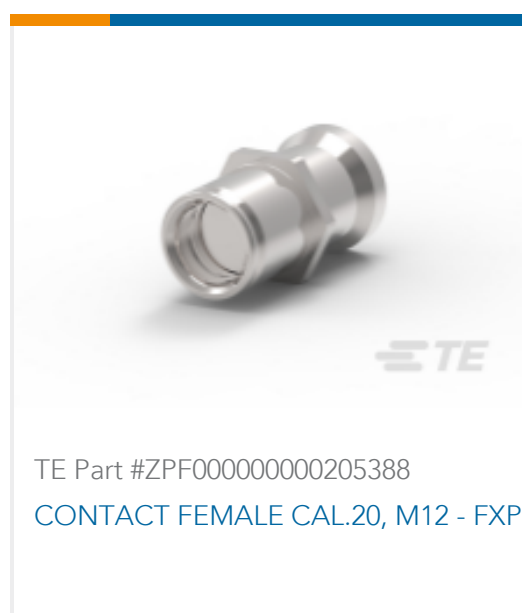 TE
TE Part #ZPF000000000205388
CONTACT FEMALE CAL.20, M12 - FXP